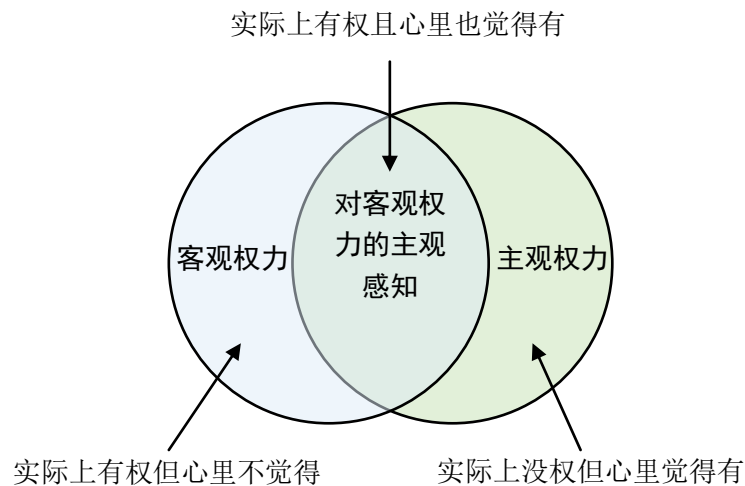 实际上有权且心里也觉得有
对客观权
力的主观
感知
客观权力
主观权力
实际上有权但心里不觉得
实际上没权但心里觉得有